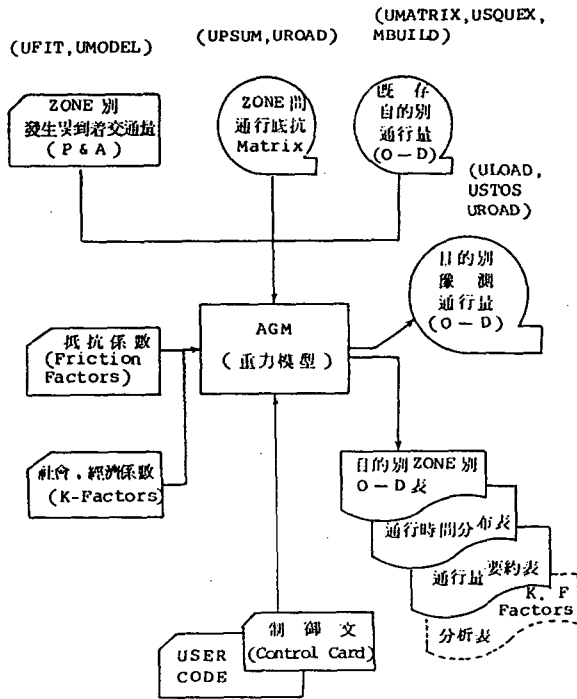 (UFIT, UMODEL)
(UPSUM, UROAD)
(UMATRIX, USQUEX,
MBUILD)
ZONE 別
發生 및 到着交通量
(P & A)
ZONE 間
通行底抗
Matrix
既存
自的別
通行量
(O-D)
(ULOAD,
USTOS
UROAD)
目的別
豫測
通行量
(O-D)
AGM
(重力模型)
抵抗係數
(Friction
Factors)
社會, 經濟係數
(K-Factors)
目的別 ZONE 別
O-D 表
通行時間分布表
通行量要約表
K, F
Factors
分析表
制御文
(Control Card)
USER
CODE